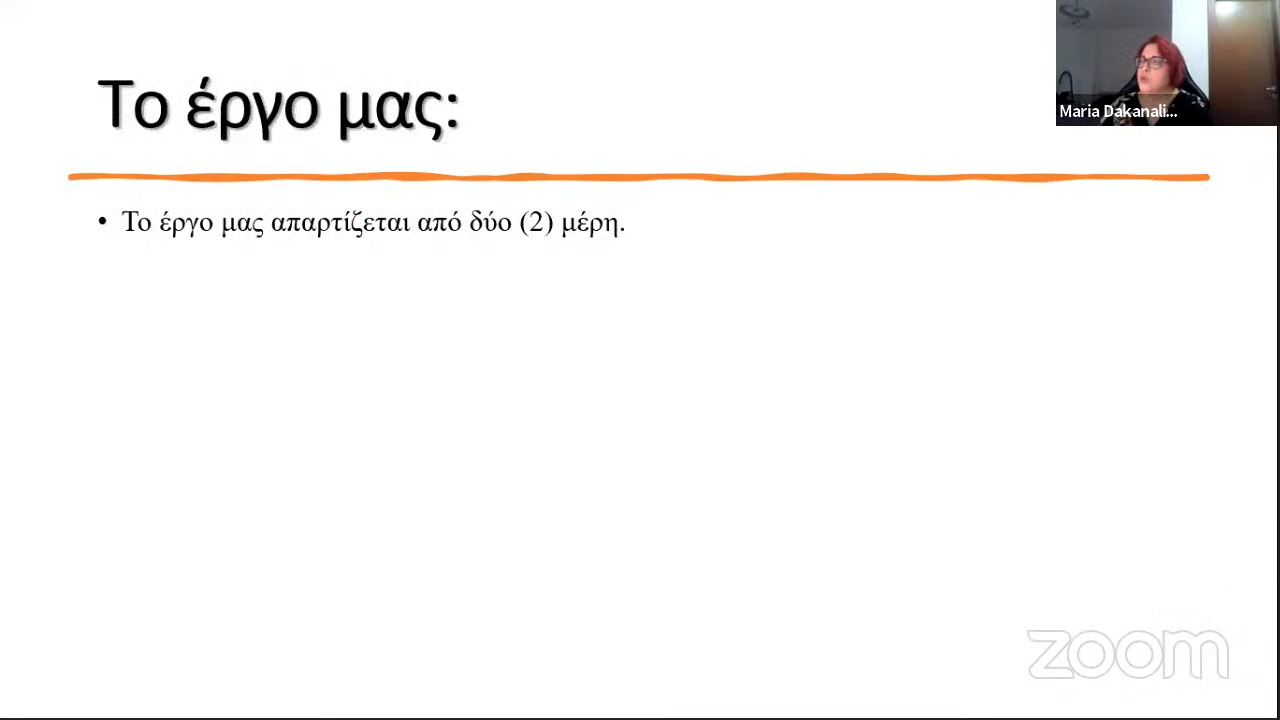 Το έργο μας:
Maria Dakanali...
• Το έργο μας απαρτίζεται από δύο (2) μέρη.
zoom